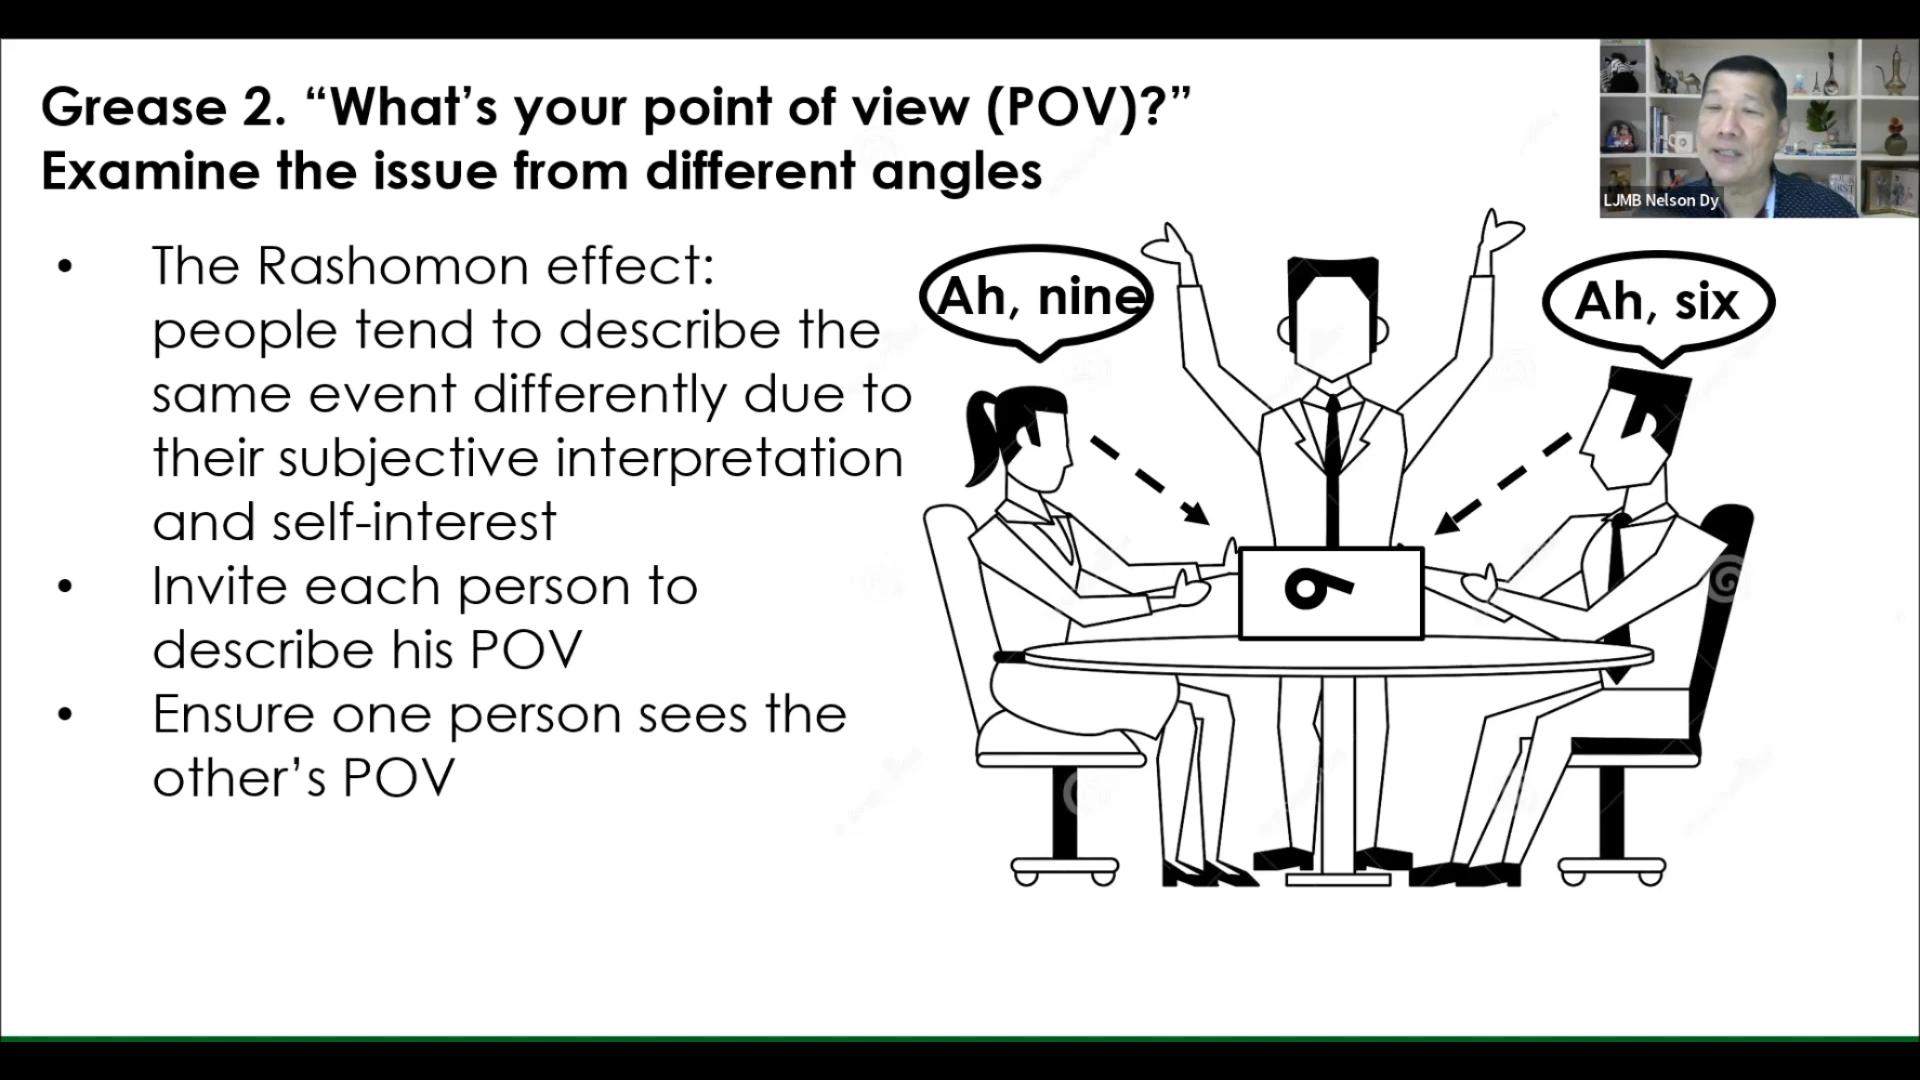 Grease 2. “What’s your point of view (POV)?”
Examine the issue from different angles
LJMB Nelson Dy
• The Rashomon effect:
people tend to describe the
same event differently due to
their subjective interpretation
and self-interest
• Invite each person to
describe his POV
• Ensure one person sees the
other’s POV
Ah, nine
Ah, six
9